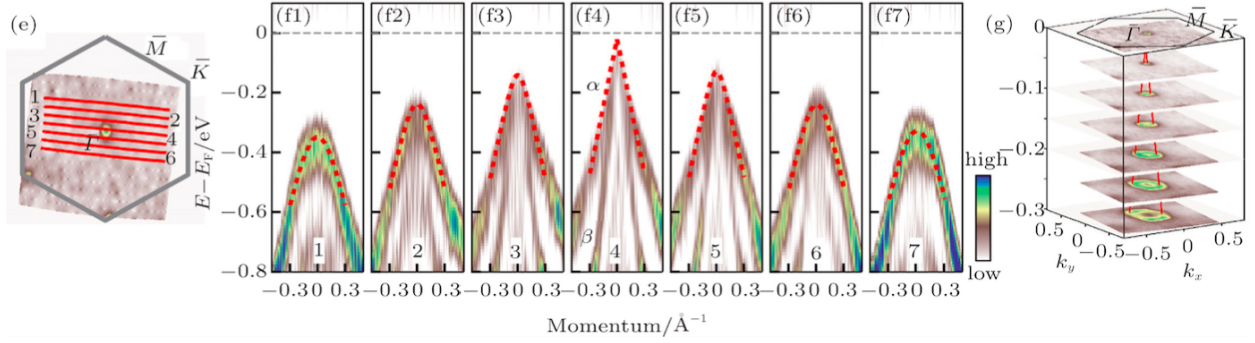 (e)
M̅
K̅
1
3
5
7
2
4
6
Γ̅
E−E_F/eV
(f1) (f2) (f3) (f4) (f5) (f6) (f7)
0
−0.2
−0.4
−0.6
−0.8
α
β
1 2 3 4 5 6 7
−0.3 0 0.3 −0.3 0 0.3 −0.3 0 0.3 −0.3 0 0.3 −0.3 0 0.3 −0.3 0 0.3 −0.3 0 0.3
Momentum/Å⁻¹
high
low
(g)
M̅
K̅
Γ̅
0
−0.1
−0.2
−0.3
0.5 0 −0.5
k_y
−0.5 0 0.5
k_x